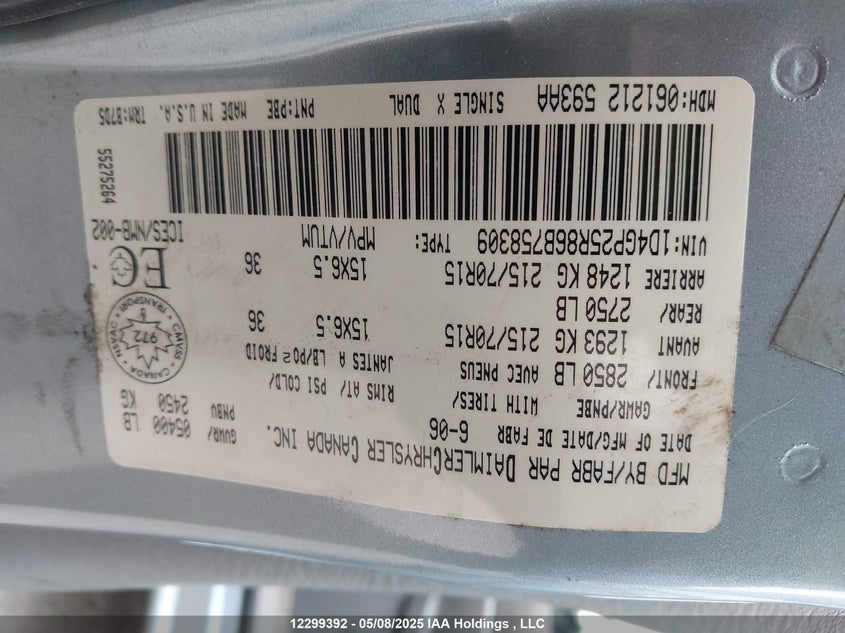 MFD BY/FABR PAR DAIMLERCHRYSLER CANADA INC.
DATE OF MFG/DATE DE FABR 6-06
GVWR/ PNBV 05400 LB 2450 KG
GAWR/PNBE WITH TIRES/ AVEC PNEUS RIMS AT/ JANTES A PSI COLD/ LB/PO² FROID
FRONT/ AVANT 2850 LB 1293 KG 215/70R15 15X6.5 36
REAR/ ARRIERE 2750 LB 1248 KG 215/70R15 15X6.5 36
CMVSS TRANSPORT CANADA NSVAC
972
8
EC
VIN:1D4GP25R86B758309 TYPE: MPV/VTUM ICES/NMB-002
55275264
MDH:061212 593AA SINGLE X DUAL PNT:PBE MADE IN U.S.A. TRM:B7D5
12299392 - 05/08/2025 IAA Holdings , LLC